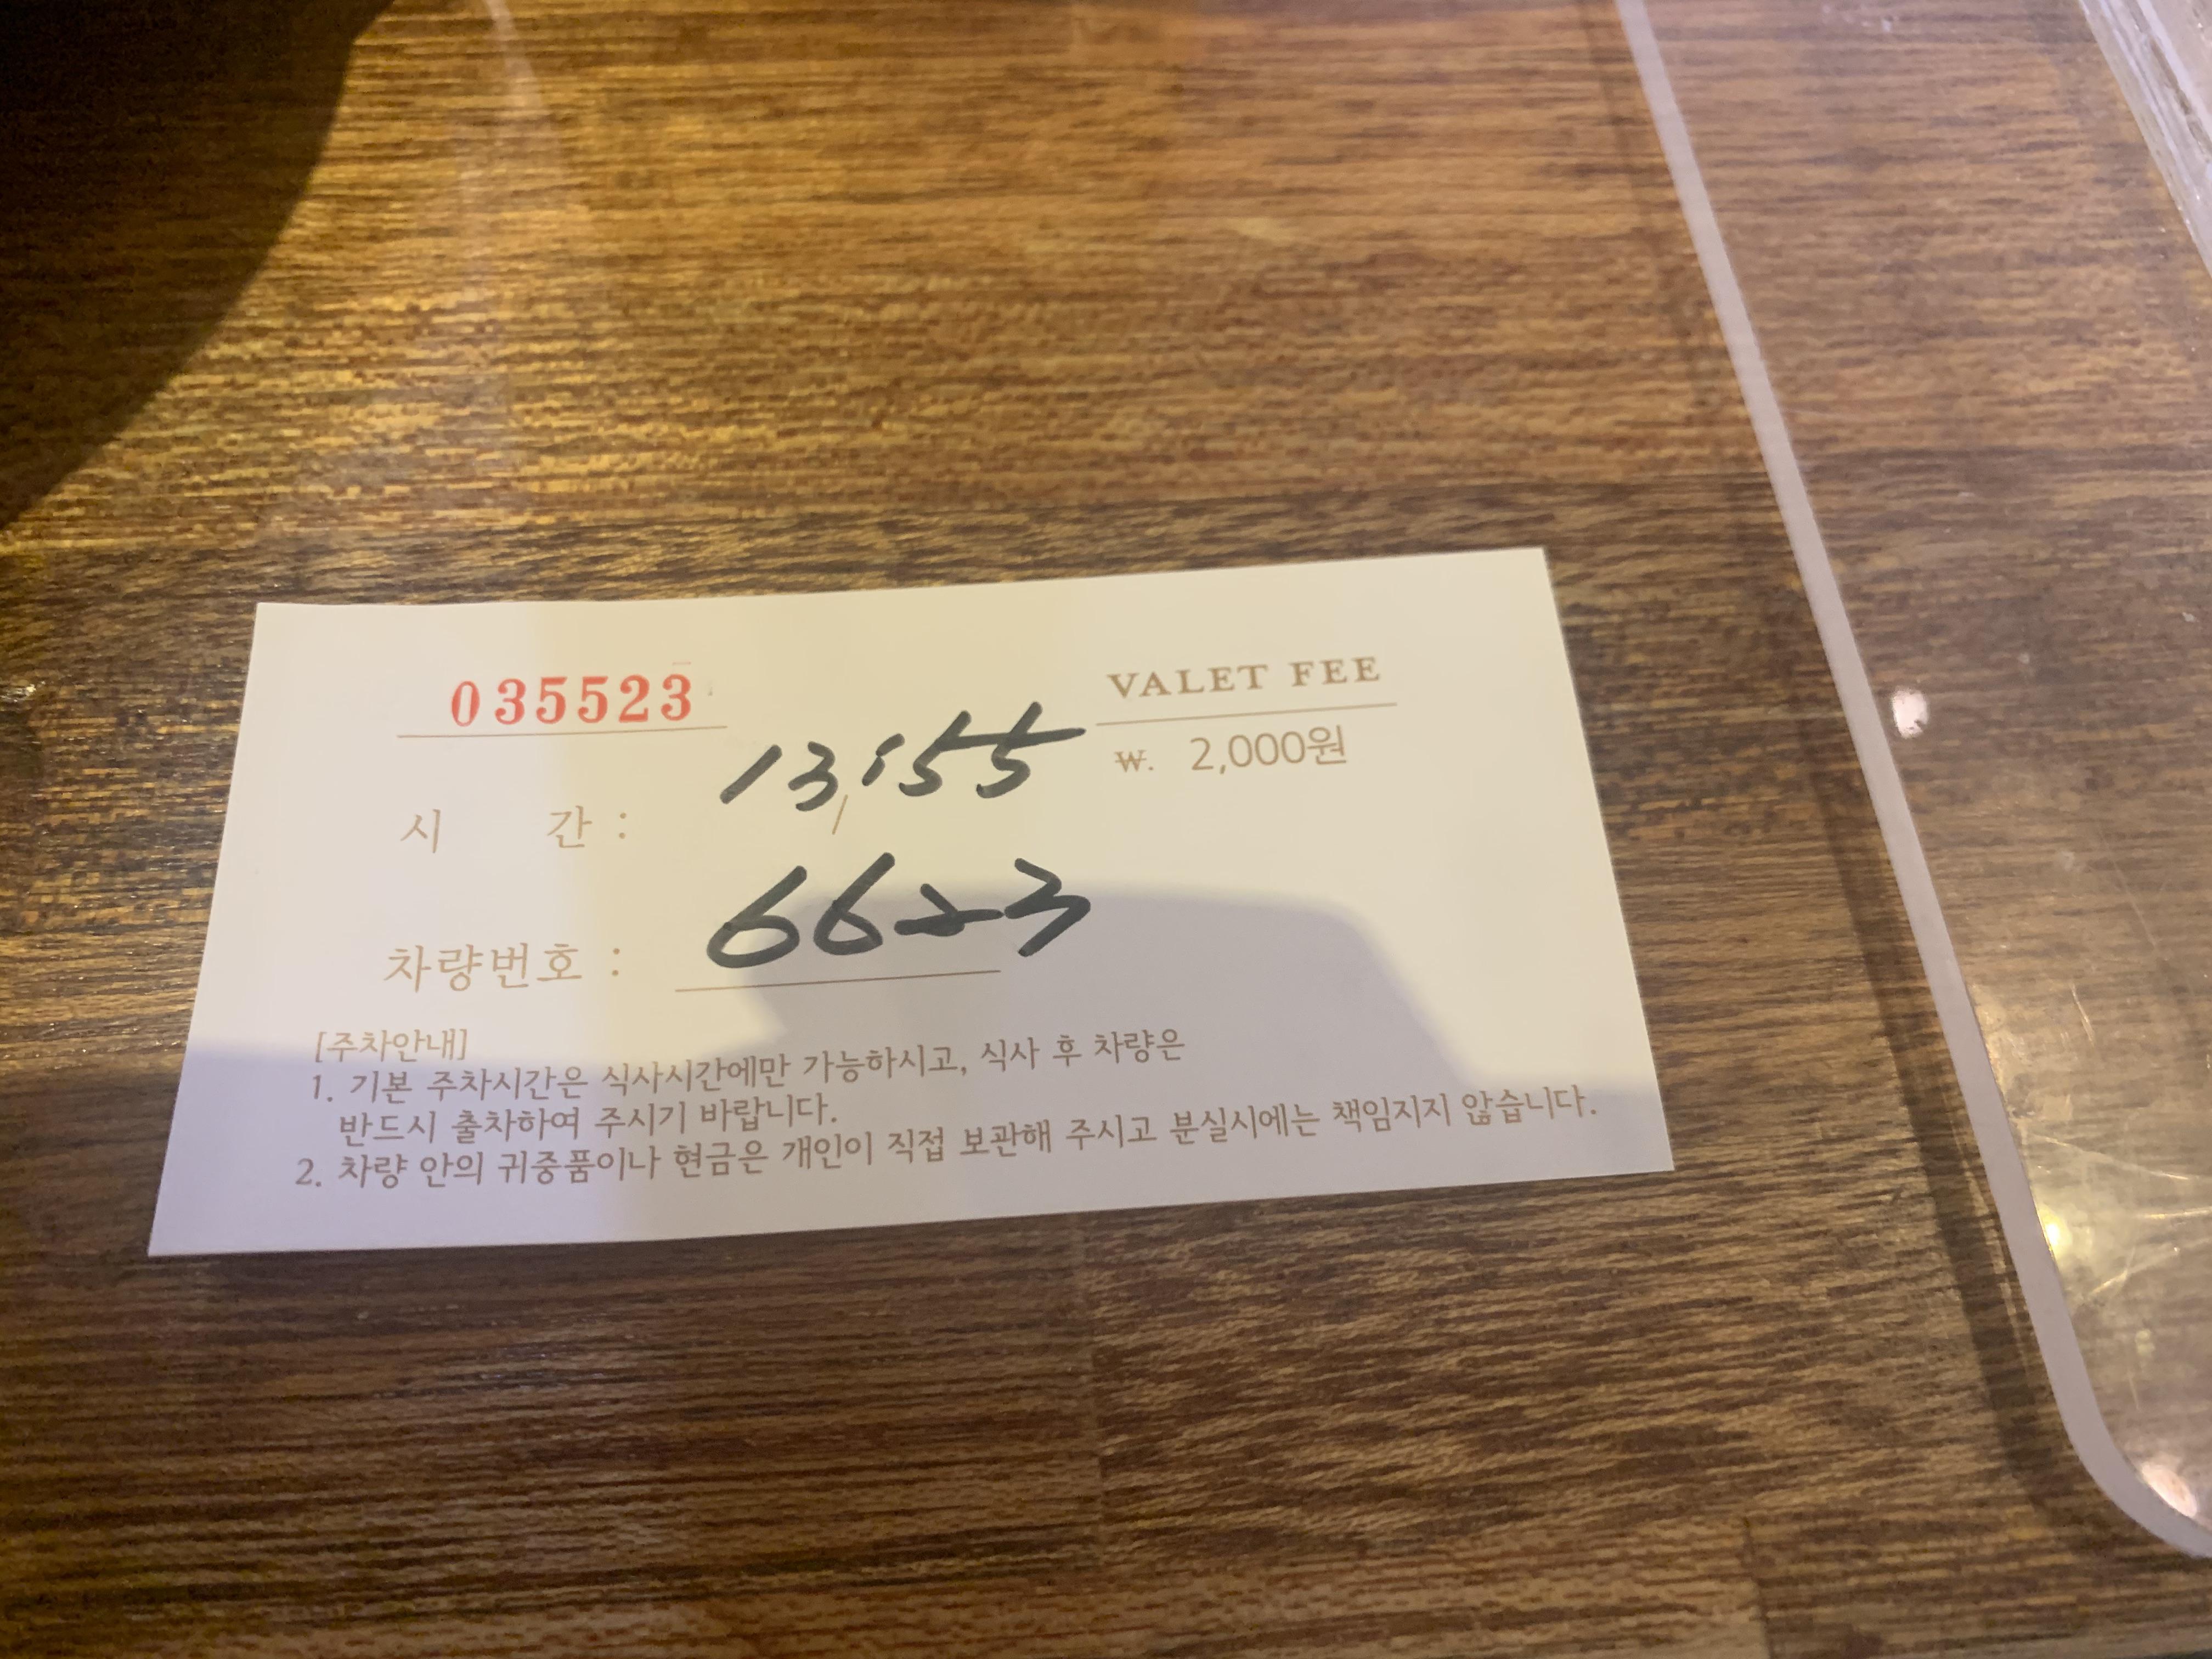 035523
VALET FEE
₩. 2,000원
시 간 : 13:55
/
차량번호 : 6623
[주차안내]
1. 기본 주차시간은 식사시간에만 가능하시고, 식사 후 차량은
반드시 출차하여 주시기 바랍니다.
2. 차량 안의 귀중품이나 현금은 개인이 직접 보관해 주시고 분실시에는 책임지지 않습니다.